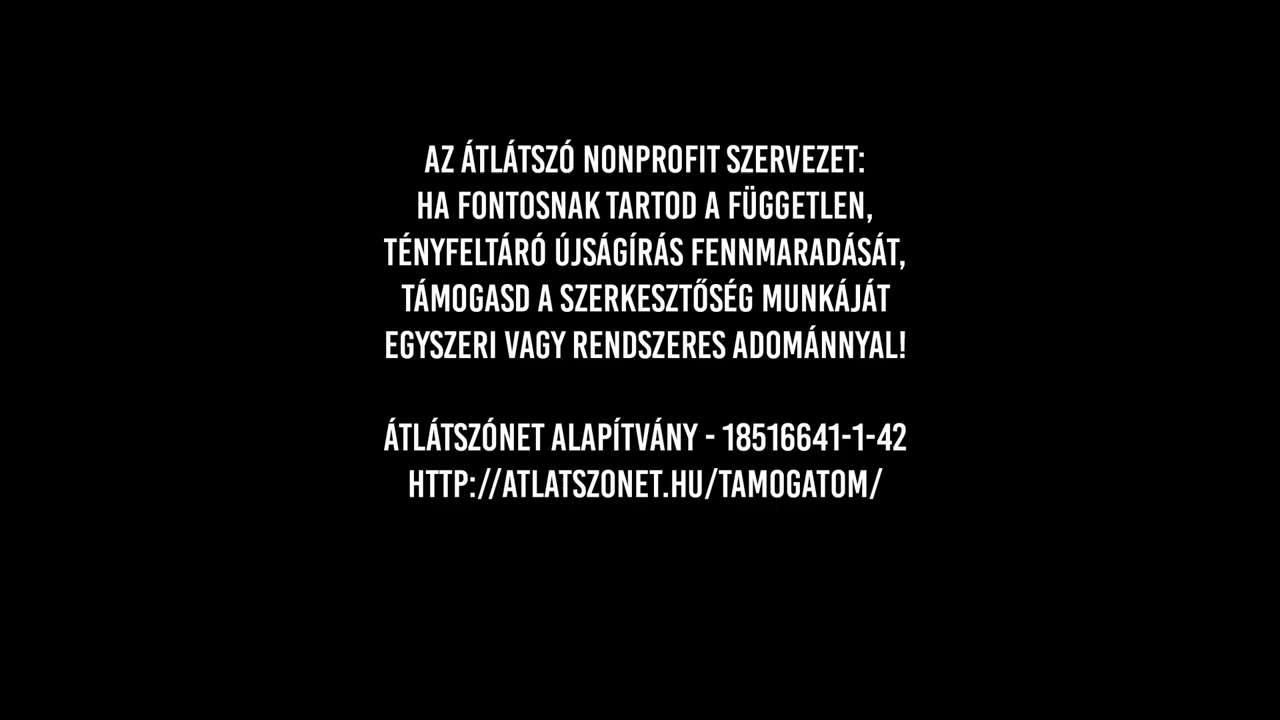 AZ ÁTLÁTSZÓ NONPROFIT SZERVEZET:
HA FONTOSNAK TARTOD A FÜGGETLEN,
TÉNYFELTÁRÓ ÚJSÁGÍRÁS FENNMARADÁSÁT,
TÁMOGASD A SZERKESZTŐSÉG MUNKÁJÁT
EGYSZERI VAGY RENDSZERES ADOMÁNNYAL!
ÁTLÁTSZÓNET ALAPÍTVÁNY - 18516641-1-42
HTTP://ATLATSZONET.HU/TAMOGATOM/